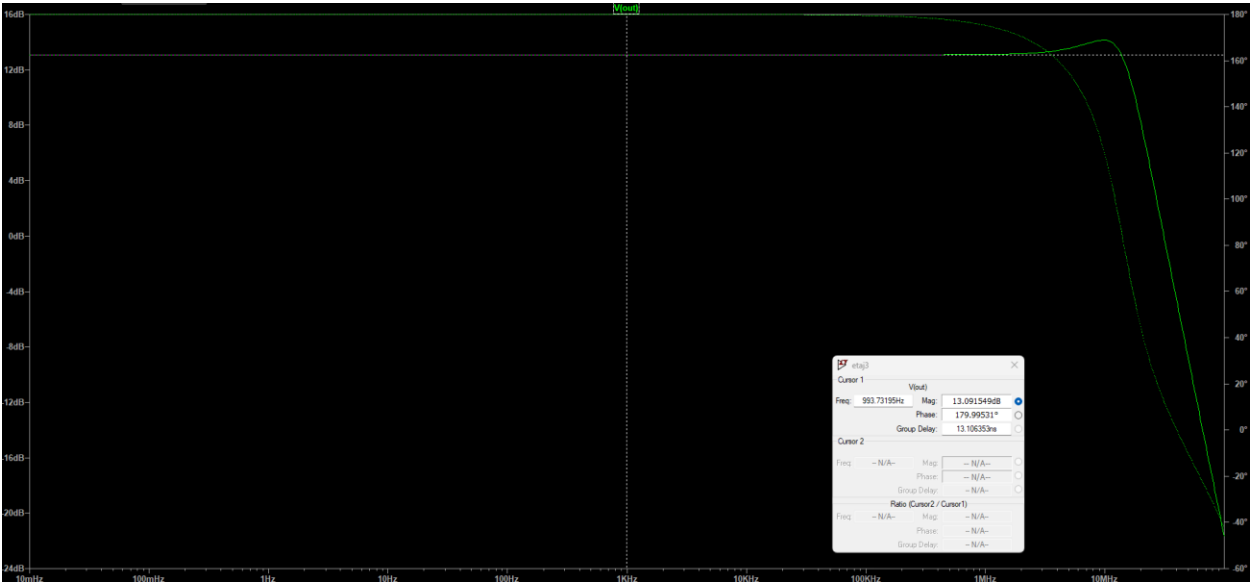 V(out)
16dB
12dB
8dB
4dB
0dB
-4dB
-8dB
-12dB
-16dB
-20dB
-24dB
180°
160°
140°
120°
100°
80°
60°
40°
20°
0°
-20°
-40°
-60°
10mHz 100mHz 1Hz 10Hz 100Hz 1KHz 10KHz 100KHz 1MHz 10MHz
etaj3
Cursor 1
V(out)
Freq: 993.73195Hz Mag: 13.091549dB
Phase: 179.99531°
Group Delay: 13.106353ns
Cursor 2
Freq: -- N/A-- Mag: -- N/A--
Phase: -- N/A--
Group Delay: -- N/A--
Ratio (Cursor2 / Cursor1)
Freq: -- N/A-- Mag: -- N/A--
Phase: -- N/A--
Group Delay: -- N/A--